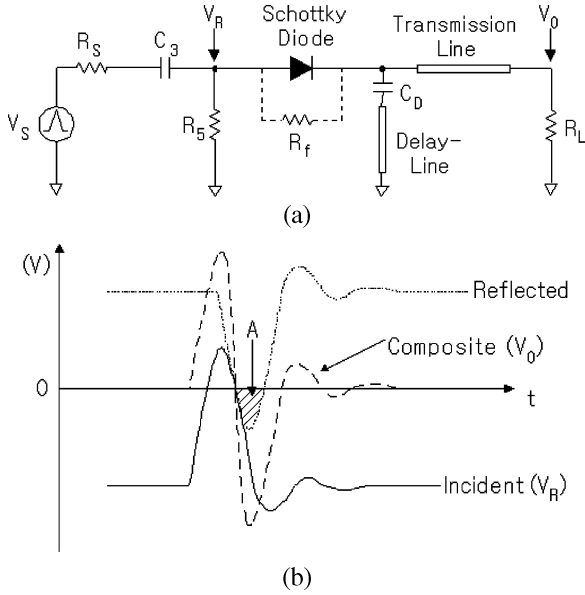 (a)
V_R
Schottky Diode
Transmission Line
V_0
R_S
C_3
V_S
R_5
R_f
C_D
Delay-Line
R_L
(a)
(V)
A
Reflected
Composite (V_0)
0
t
Incident (V_R)
(b)